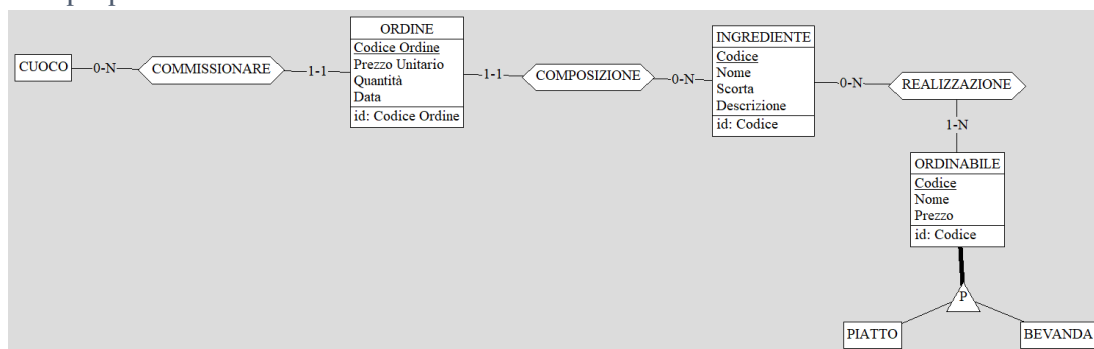 CUOCO
0-N
COMMISSIONARE
1-1
ORDINE
Codice Ordine
Prezzo Unitario
Quantità
Data
id: Codice Ordine
1-1
COMPOSIZIONE
0-N
INGREDIENTE
Codice
Nome
Scorta
Descrizione
id: Codice
0-N
REALIZZAZIONE
1-N
ORDINABILE
Codice
Nome
Prezzo
id: Codice
P
PIATTO
BEVANDA